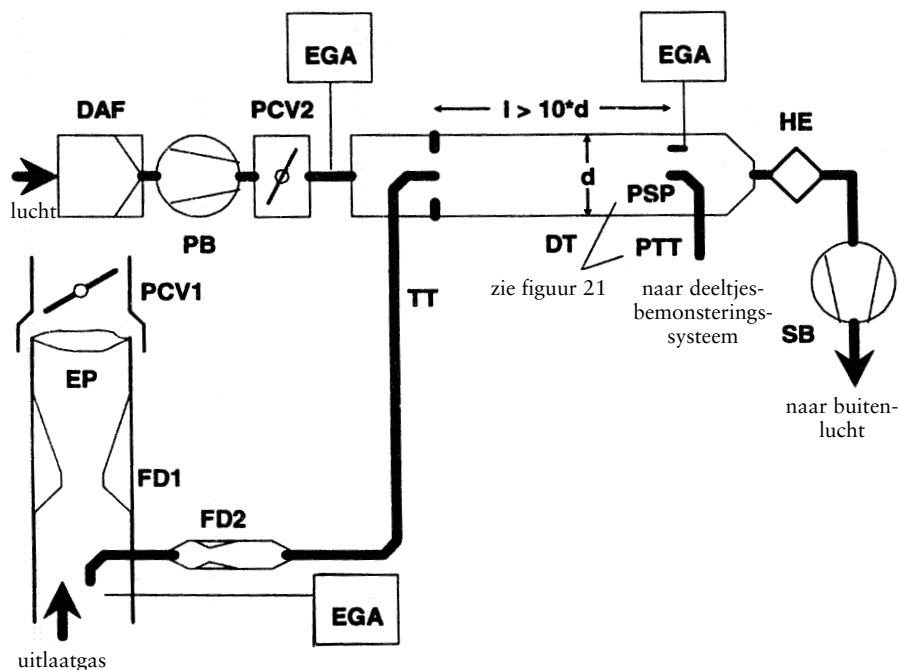 EGA
EGA
DAF
PCV2
l > 10*d
HE
lucht
d
PSP
PB
DT
PTT
PCV1
TT
zie figuur 21
naar deeltjes-
bemonsterings-
systeem
SB
EP
naar buiten-
lucht
FD1
FD2
EGA
uitlaatgas